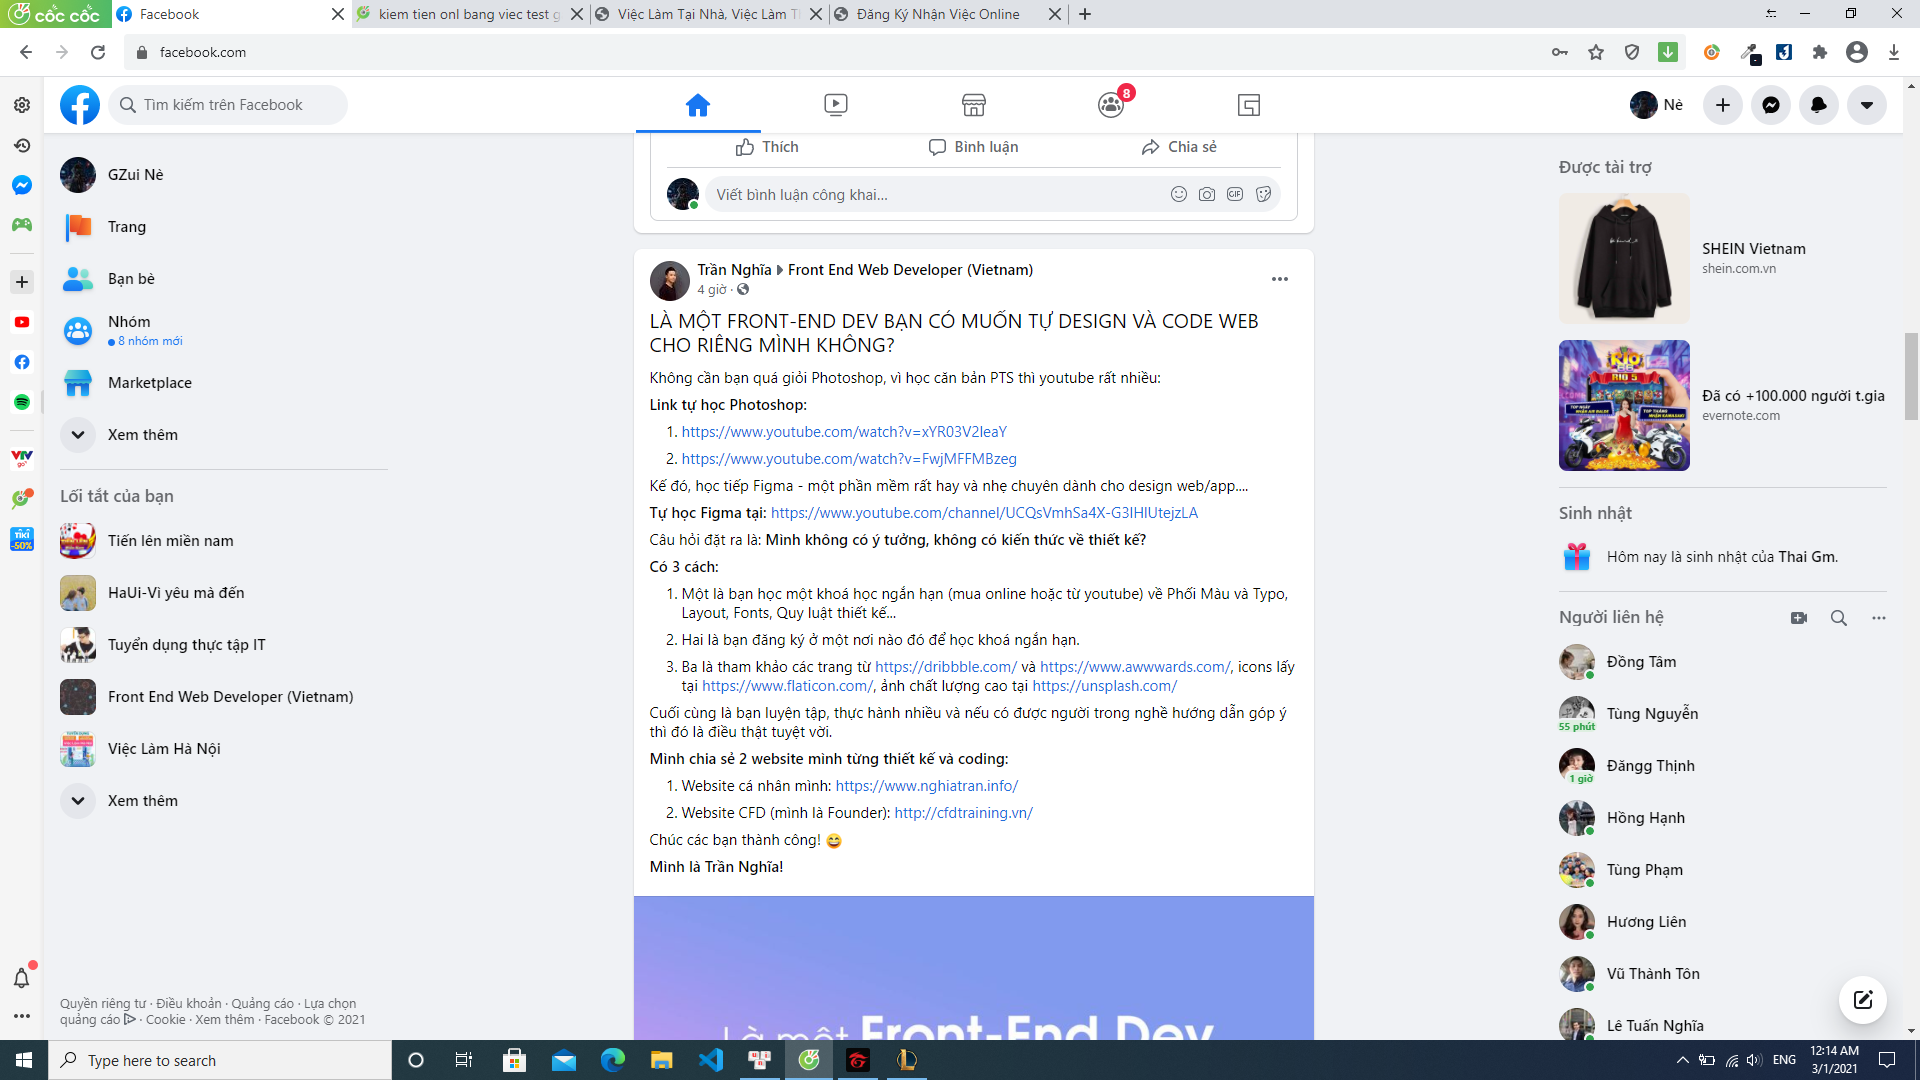 cốc cốc
Facebook
kiem tien onl bang viec test g
Việc Làm Tại Nhà, Việc Làm T
Đăng Ký Nhận Việc Online
facebook.com
Tìm kiếm trên Facebook
8
Nè
GZui Nè
Trang
Bạn bè
Nhóm
8 nhóm mới
Marketplace
Xem thêm
Lối tắt của bạn
Tiến lên miền nam
HaUi-Vì yêu mà đến
Tuyển dụng thực tập IT
Front End Web Developer (Vietnam)
Việc Làm Hà Nội
Xem thêm
Quyền riêng tư · Điều khoản · Quảng cáo · Lựa chọn
quảng cáo · Cookie · Xem thêm · Facebook © 2021
Thích
Bình luận
Chia sẻ
Viết bình luận công khai...
GIF
Trần Nghĩa
Front End Web Developer (Vietnam)
4 giờ ·
LÀ MỘT FRONT-END DEV BẠN CÓ MUỐN TỰ DESIGN VÀ CODE WEB
CHO RIÊNG MÌNH KHÔNG?
Không cần bạn quá giỏi Photoshop, vì học căn bản PTS thì youtube rất nhiều:
Link tự học Photoshop:
1. https://www.youtube.com/watch?v=xYR03V2IeaY
2. https://www.youtube.com/watch?v=FwjMFFMBzeg
Kế đó, học tiếp Figma - một phần mềm rất hay và nhẹ chuyên dành cho design web/app....
Tự học Figma tại: https://www.youtube.com/channel/UCQsVmhSa4X-G3IHIUtejzLA
Câu hỏi đặt ra là: Mình không có ý tưởng, không có kiến thức về thiết kế?
Có 3 cách:
1. Một là bạn học một khoá học ngắn hạn (mua online hoặc từ youtube) về Phối Màu và Typo,
Layout, Fonts, Quy luật thiết kế...
2. Hai là bạn đăng ký ở một nơi nào đó để học khoá ngắn hạn.
3. Ba là tham khảo các trang từ https://dribbble.com/ và https://www.awwwards.com/, icons lấy
tại https://www.flaticon.com/, ảnh chất lượng cao tại https://unsplash.com/
Cuối cùng là bạn luyện tập, thực hành nhiều và nếu có được người trong nghề hướng dẫn góp ý
thì đó là điều thật tuyệt vời.
Mình chia sẻ 2 website mình từng thiết kế và coding:
1. Website cá nhân mình: https://www.nghiatran.info/
2. Website CFD (mình là Founder): http://cfdtraining.vn/
Chúc các bạn thành công!
Mình là Trần Nghĩa!
Là một Front-End Dev
Được tài trợ
SHEIN Vietnam
shein.com.vn
RIO 5
Đã có +100.000 người t.gia
evernote.com
Sinh nhật
Hôm nay là sinh nhật của Thai Gm.
Người liên hệ
Đồng Tâm
Tùng Nguyễn
55 phút
Đăngg Thịnh
1 giờ
Hồng Hạnh
Tùng Phạm
Hương Liên
Vũ Thành Tôn
Lê Tuấn Nghĩa
VTV
go
TIKI
-50%
Type here to search
ENG
12:14 AM
3/1/2021